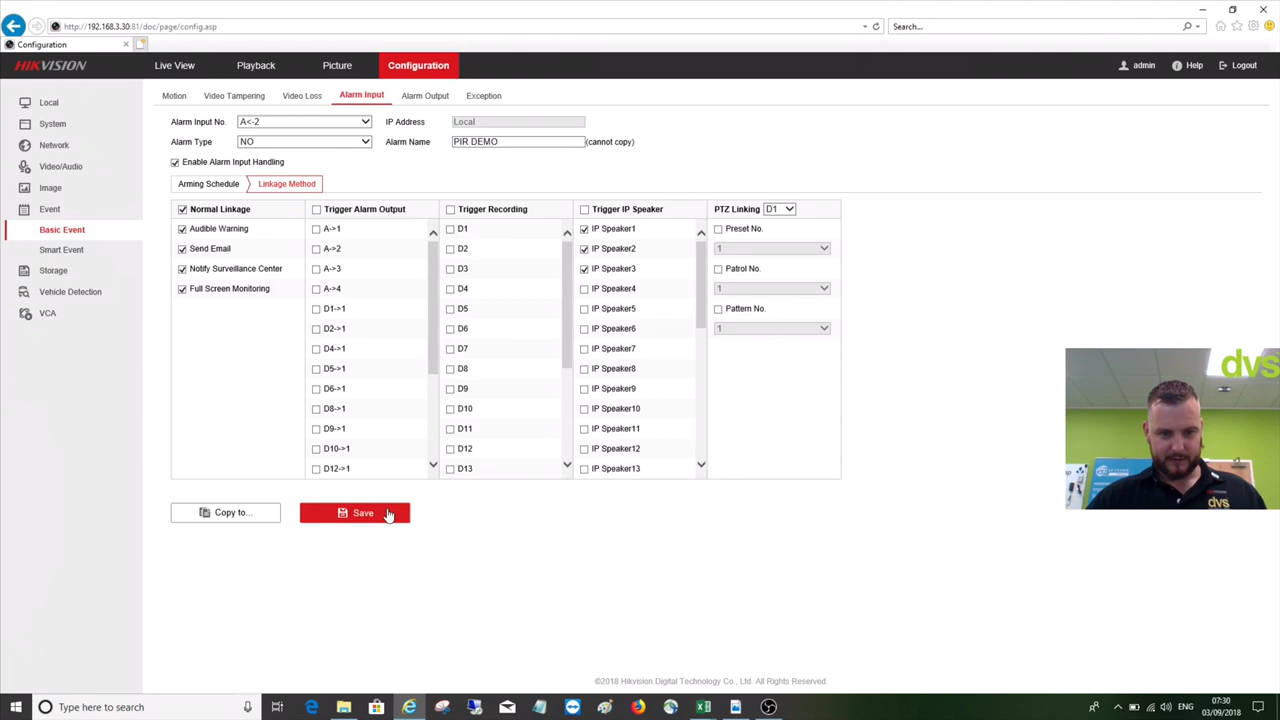 http://192.168.3.30:81/doc/page/config.asp
Search...
Configuration
HIKVISION
Live View
Playback
Picture
Configuration
admin
Help
Logout
Local
System
Network
Video/Audio
Image
Event
Basic Event
Smart Event
Storage
Vehicle Detection
VCA
Motion
Video Tampering
Video Loss
Alarm Input
Alarm Output
Exception
Alarm Input No. A<-2 IP Address Local
Alarm Type NO Alarm Name PIR DEMO (cannot copy)
Enable Alarm Input Handling
Arming Schedule Linkage Method
Normal Linkage
Audible Warning
Send Email
Notify Surveillance Center
Full Screen Monitoring
Trigger Alarm Output
A->1
A->2
A->3
A->4
D1->1
D2->1
D4->1
D5->1
D6->1
D8->1
D9->1
D10->1
D12->1
Trigger Recording
D1
D2
D3
D4
D5
D6
D7
D8
D9
D10
D11
D12
D13
Trigger IP Speaker
IP Speaker1
IP Speaker2
IP Speaker3
IP Speaker4
IP Speaker5
IP Speaker6
IP Speaker7
IP Speaker8
IP Speaker9
IP Speaker10
IP Speaker11
IP Speaker12
IP Speaker13
PTZ Linking D1
Preset No.
1
Patrol No.
1
Pattern No.
1
Copy to...
Save
dvs
dvs
©2018 Hikvision Digital Technology Co., Ltd. All Rights Reserved.
Type here to search
ENG
07:30
03/09/2018